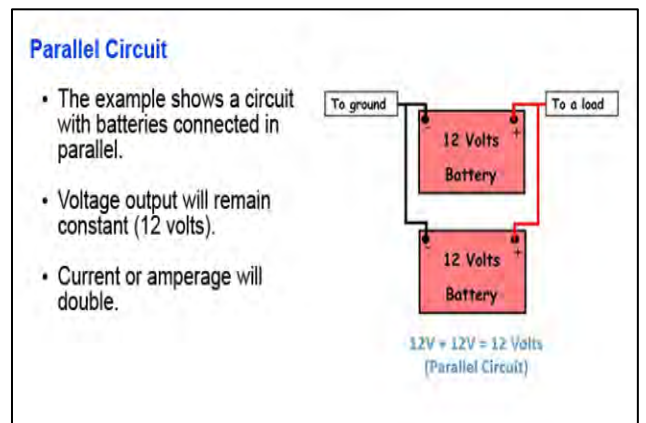 Parallel Circuit
• The example shows a circuit
with batteries connected in
parallel.
• Voltage output will remain
constant (12 volts).
• Current or amperage will
double.
To ground
To a load
- +
12 Volts
Battery
- +
12 Volts
Battery
12V + 12V = 12 Volts
(Parallel Circuit)